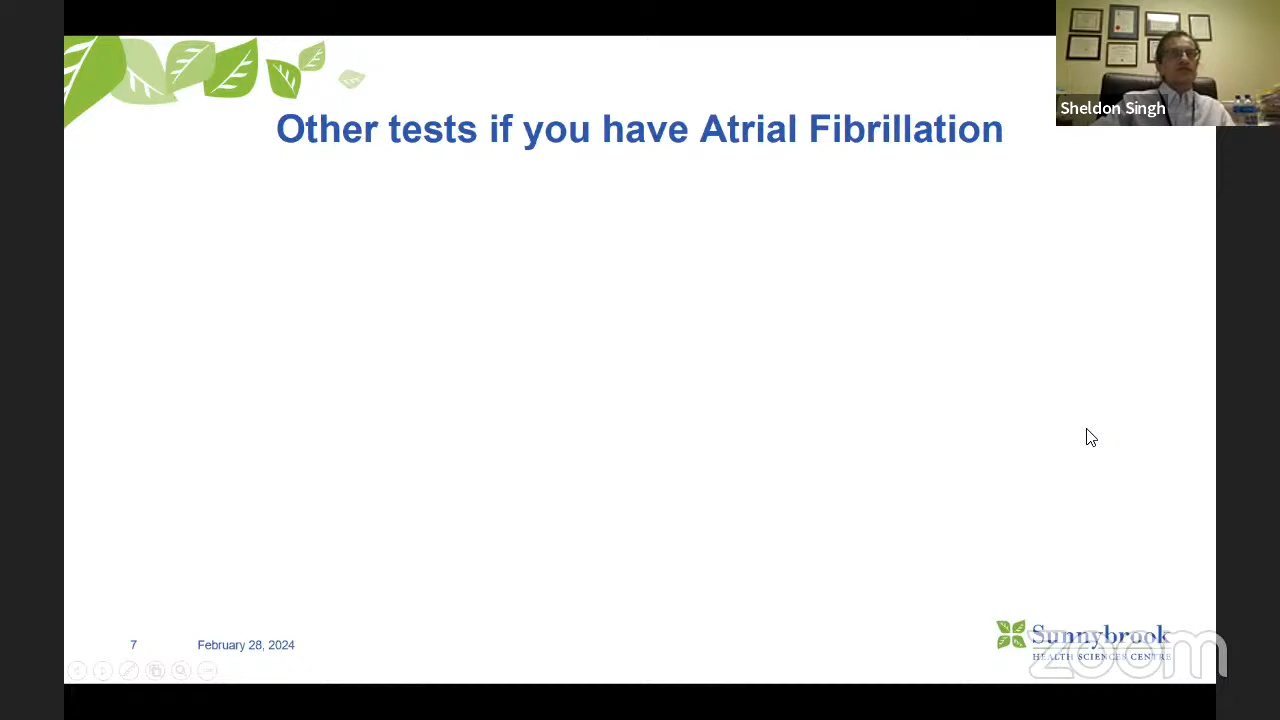 Sheldon Singh
Other tests if you have Atrial Fibrillation
7
February 28, 2024
Sunnybrook
HEALTH SCIENCES CENTRE
zoom